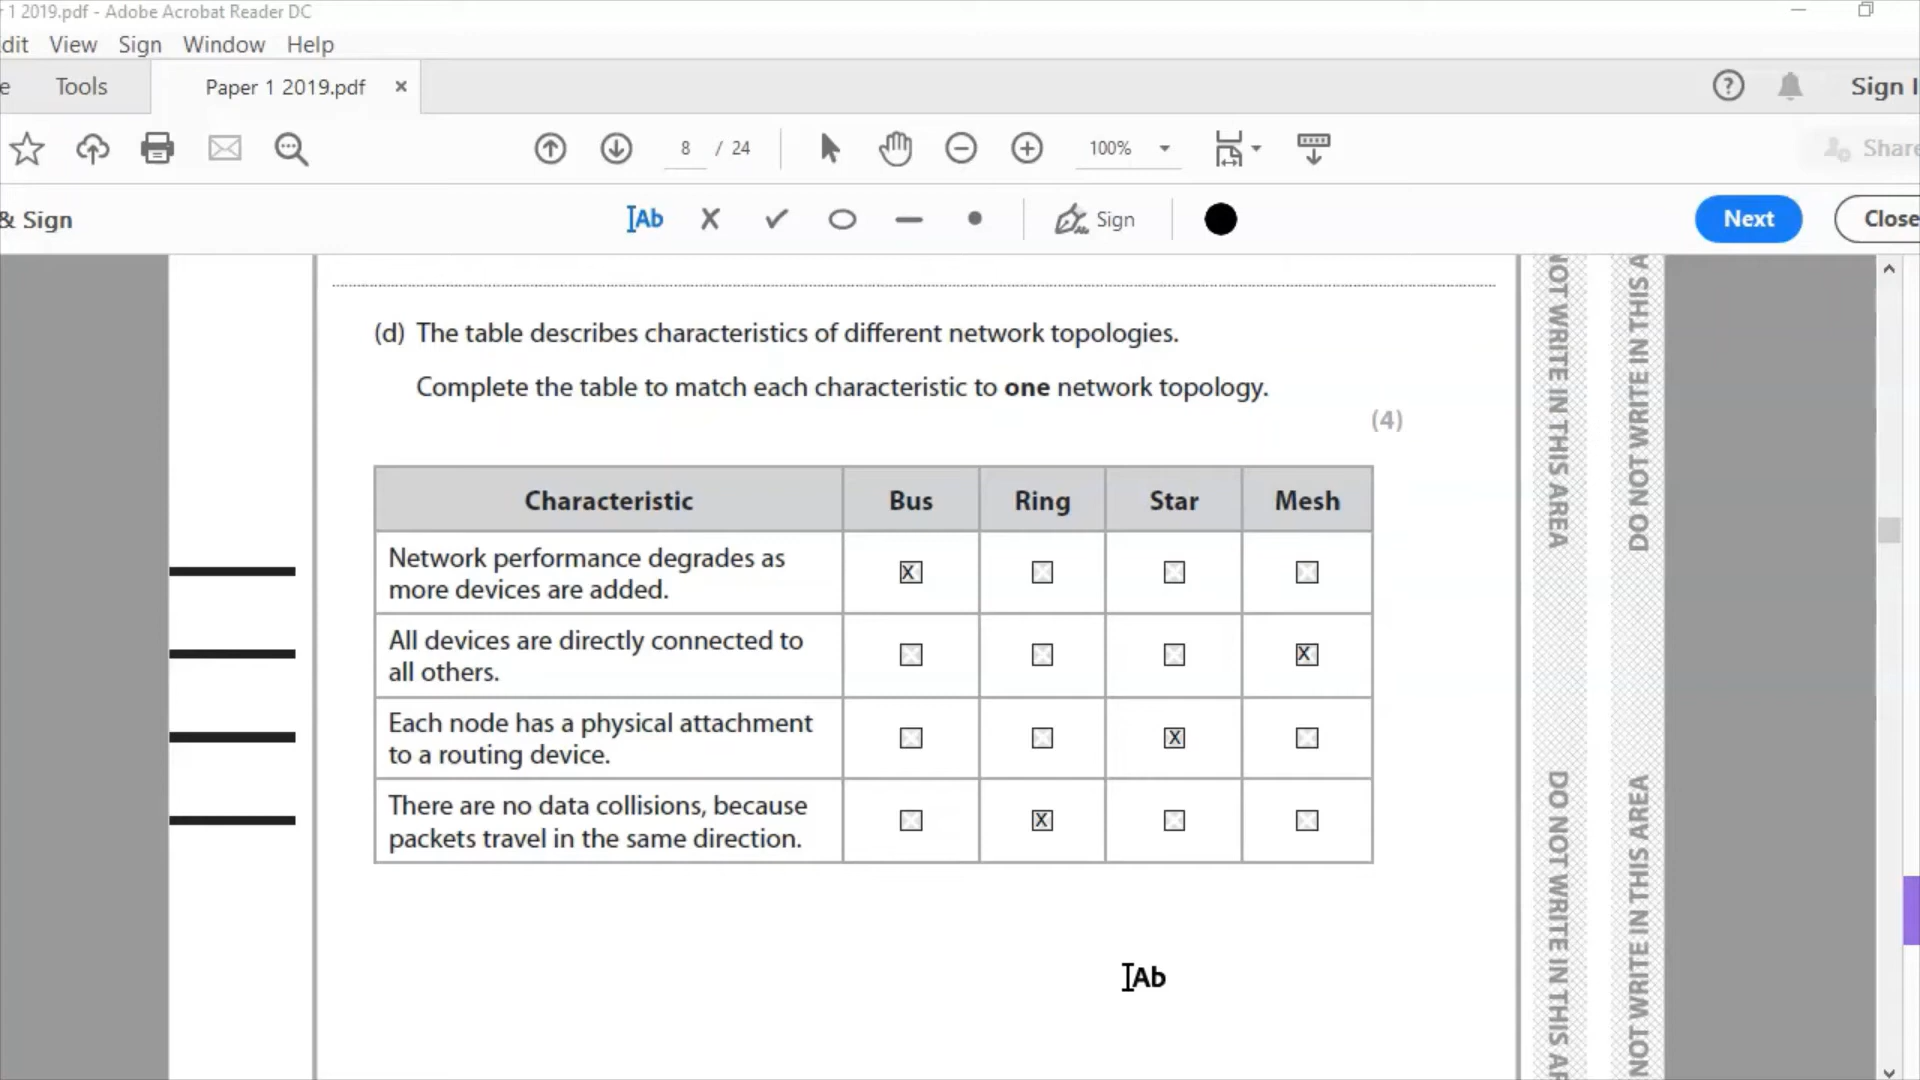 r 1 2019.pdf - Adobe Acrobat Reader DC
dit View Sign Window Help
e Tools Paper 1 2019.pdf × Sign I
8 / 24 100% Share
& Sign Ab Sign Next Close
(d) The table describes characteristics of different network topologies.
Complete the table to match each characteristic to one network topology.
(4)
Characteristic Bus Ring Star Mesh
Network performance degrades as
more devices are added.
X
All devices are directly connected to
all others.
X
Each node has a physical attachment
to a routing device.
X
There are no data collisions, because
packets travel in the same direction.
X
Ab
NOT WRITE IN THIS AREA
DO NOT WRITE IN THIS A
DO NOT WRITE IN THIS AR
NOT WRITE IN THIS AREA